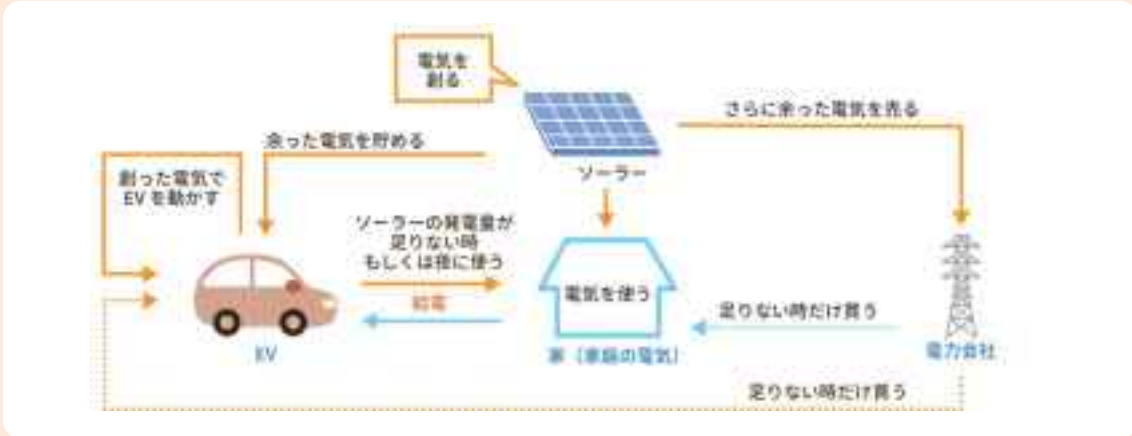 電気を
創る
さらに余った電気を売る
余った電気を貯める
ソーラー
創った電気で
EVを動かす
ソーラーの発電量が
足りない時
もしくは夜に使う
給電
電気を使う
足りない時だけ買う
EV
家（家庭の電気）
電力会社
足りない時だけ買う